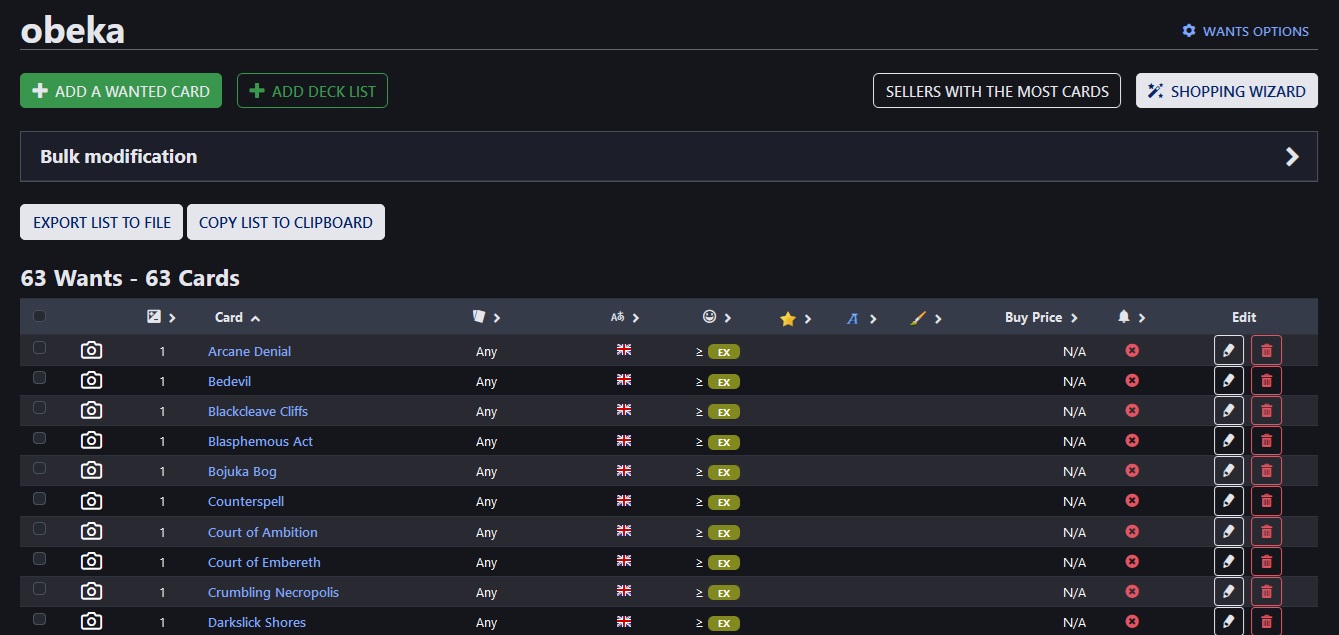 obeka
WANTS OPTIONS
ADD A WANTED CARD
ADD DECK LIST
SELLERS WITH THE MOST CARDS
SHOPPING WIZARD
Bulk modification
EXPORT LIST TO FILE
COPY LIST TO CLIPBOARD
63 Wants - 63 Cards
Card Buy Price Edit
1 Arcane Denial Any ≥ EX N/A
1 Bedevil Any ≥ EX N/A
1 Blackcleave Cliffs Any ≥ EX N/A
1 Blasphemous Act Any ≥ EX N/A
1 Bojuka Bog Any ≥ EX N/A
1 Counterspell Any ≥ EX N/A
1 Court of Ambition Any ≥ EX N/A
1 Court of Embereth Any ≥ EX N/A
1 Crumbling Necropolis Any ≥ EX N/A
1 Darkslick Shores Any ≥ EX N/A